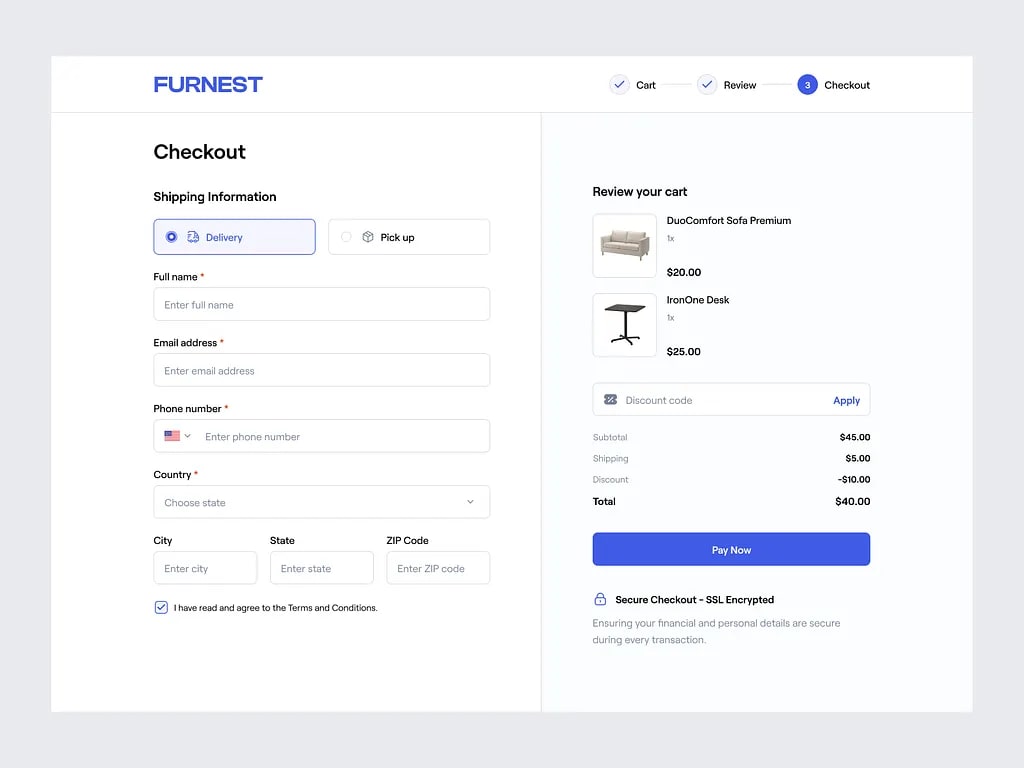 FURNEST
Cart
Review
3 Checkout
Checkout
Shipping Information
Delivery
Pick up
Full name *
Enter full name
Email address *
Enter email address
Phone number *
Enter phone number
Country *
Choose state
City
State
ZIP Code
Enter city
Enter state
Enter ZIP code
I have read and agree to the Terms and Conditions.
Review your cart
DuoComfort Sofa Premium
1x
$20.00
IronOne Desk
1x
$25.00
Discount code
Apply
Subtotal $45.00
Shipping $5.00
Discount -$10.00
Total $40.00
Pay Now
Secure Checkout - SSL Encrypted
Ensuring your financial and personal details are secure
during every transaction.